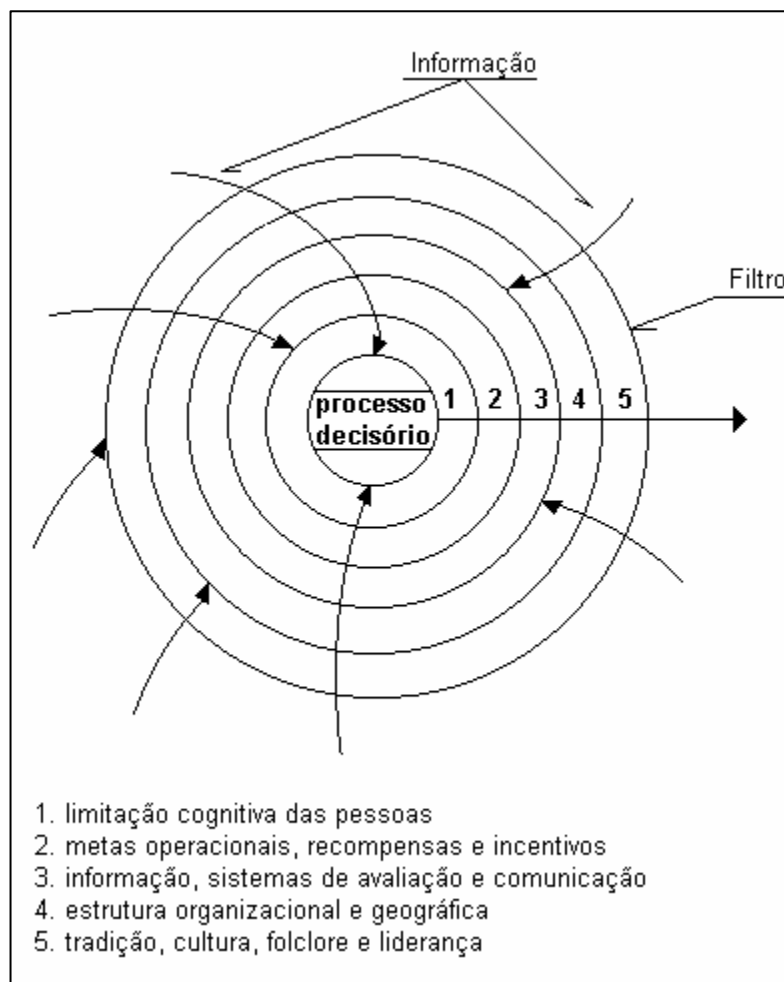 Informação
Filtro
processo
decisório
1 2 3 4 5
1. limitação cognitiva das pessoas
2. metas operacionais, recompensas e incentivos
3. informação, sistemas de avaliação e comunicação
4. estrutura organizacional e geográfica
5. tradição, cultura, folclore e liderança